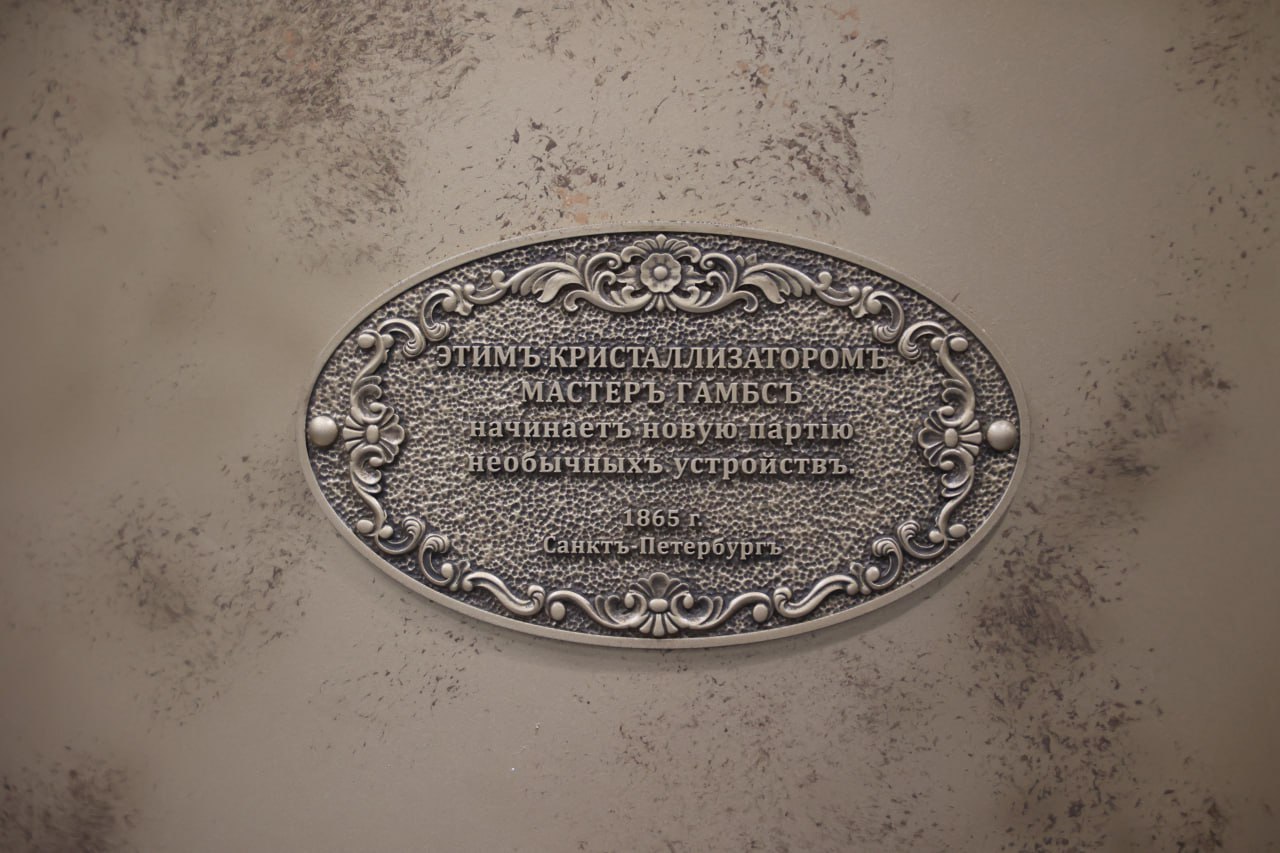 ЭТИМЪ КРИСТАЛЛИЗАТОРОМЪ
МАСТЕРЪ ГАМБСЪ
начинаетъ новую партію
необычныхъ устройствъ.
1865 г.
Санктъ-Петербургъ